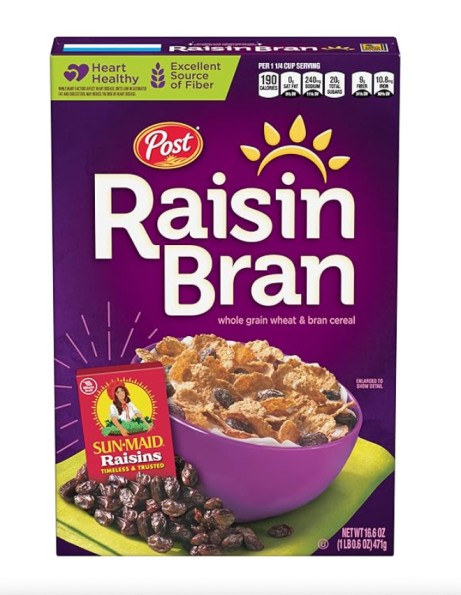 Raisin Bran
Heart
Healthy
Excellent
Source
of Fiber
PER 1 1/4 CUP SERVING
190
CALORIES
0g
SAT FAT
240mg
SODIUM
20g
TOTAL
SUGARS
9g
FIBER
10.8mg
IRON
Post
Raisin
Bran
whole grain wheat & bran cereal
ENLARGED TO
SHOW DETAIL
SUN-MAID
Raisins
TIMELESS & TRUSTED
NET WT 16.6 OZ
(1 LB 0.6 OZ) 471g